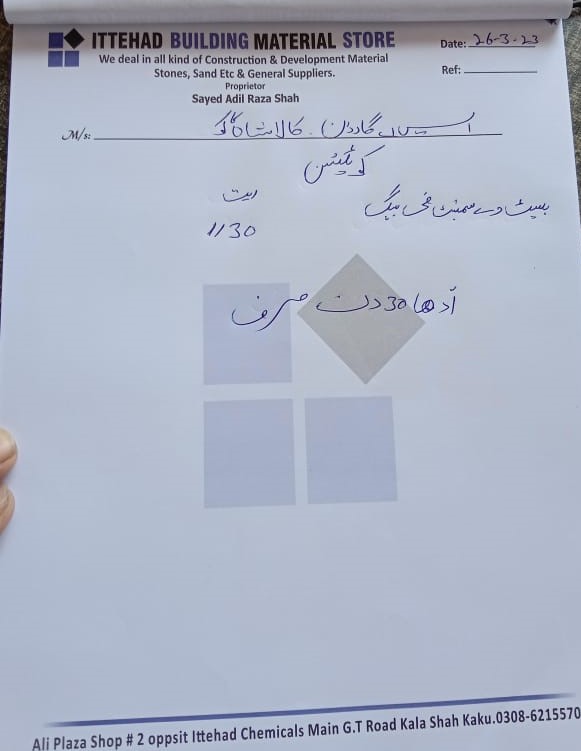 ITTEHAD BUILDING MATERIAL STORE
We deal in all kind of Construction & Development Material
Stones, Sand Etc & General Suppliers.
Proprietor
Sayed Adil Raza Shah
Date: 26-3-23
Ref:
M/s: گارڈن۔ کالا شاہ کاکو
کوٹیشن
ریٹ
بیسٹ وے سیمنٹ فی بیگ
1130
آدھار 30 دن صرف
Ali Plaza Shop # 2 oppsit Ittehad Chemicals Main G.T Road Kala Shah Kaku.0308-6215570